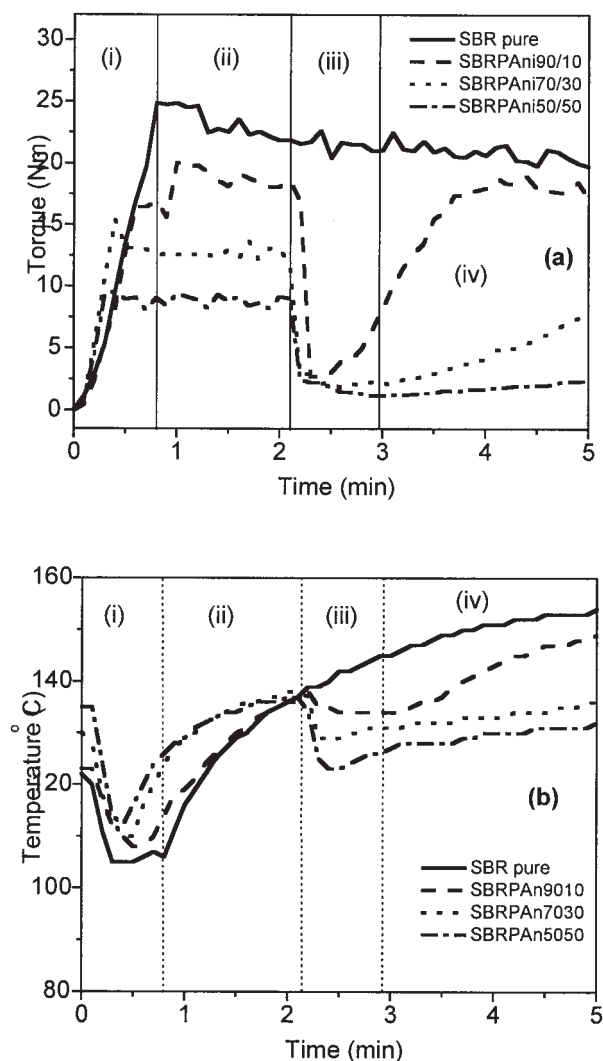 30
25
20
15
10
5
0
Torque (Nm)
(i)
(ii)
(iii)
SBR pure
SBRPAni90/10
SBRPAni70/30
SBRPAni50/50
(a)
(iv)
0
1
2
3
4
5
Time (min)
160
140
120
100
80
Temperature (°C)
(i)
(ii)
(iii)
(iv)
(b)
SBR pure
SBRPAn9010
SBRPAn7030
SBRPAn5050
0
1
2
3
4
5
Time (min)